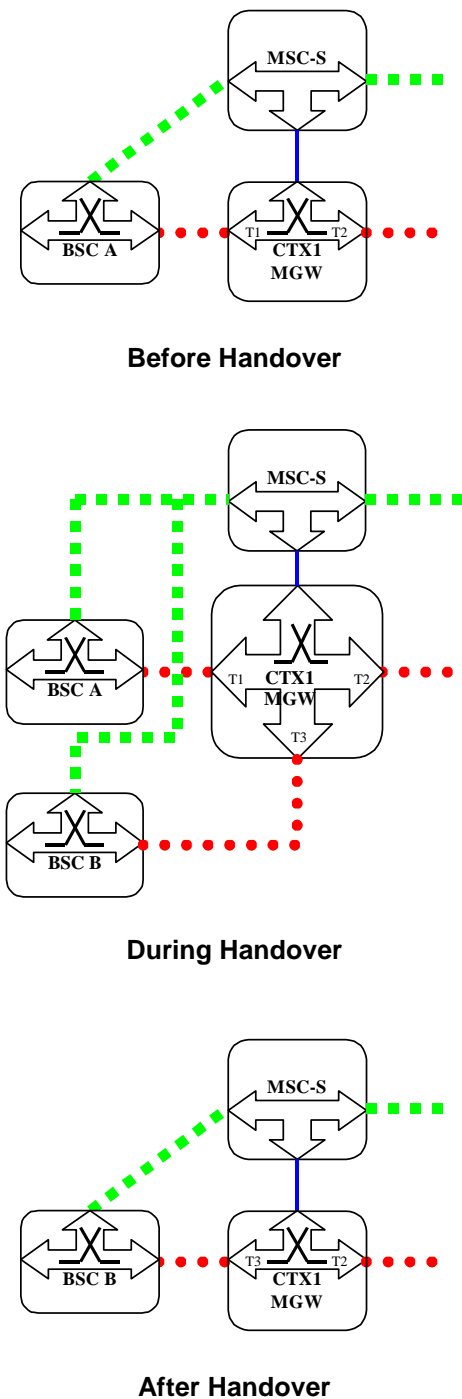 MSC-S
BSC A
T1
T2
CTX1
MGW
Before Handover
MSC-S
BSC A
T1
CTX1
T2
MGW
T3
BSC B
During Handover
MSC-S
BSC B
T3
T2
CTX1
MGW
After Handover